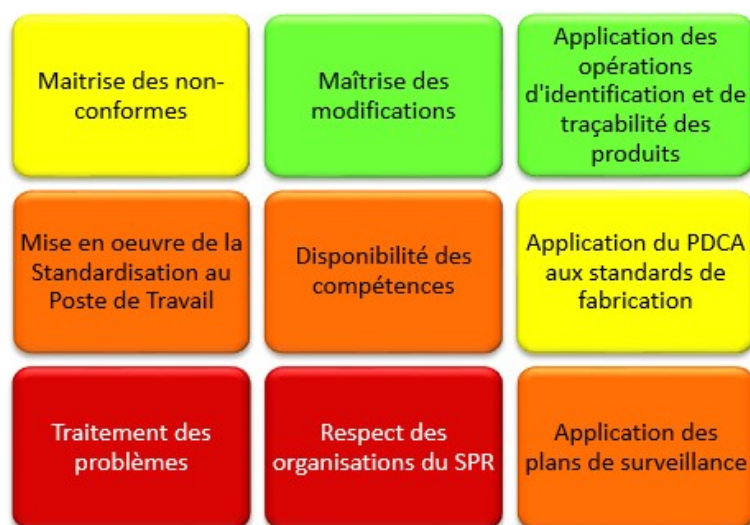 Maitrise des non-
conformes
Maîtrise des
modifications
Application des
opérations
d'identification et de
traçabilité des
produits
Mise en oeuvre de la
Standardisation au
Poste de Travail
Disponibilité des
compétences
Application du PDCA
aux standards de
fabrication
Traitement des
problèmes
Respect des
organisations du SPR
Application des
plans de surveillance